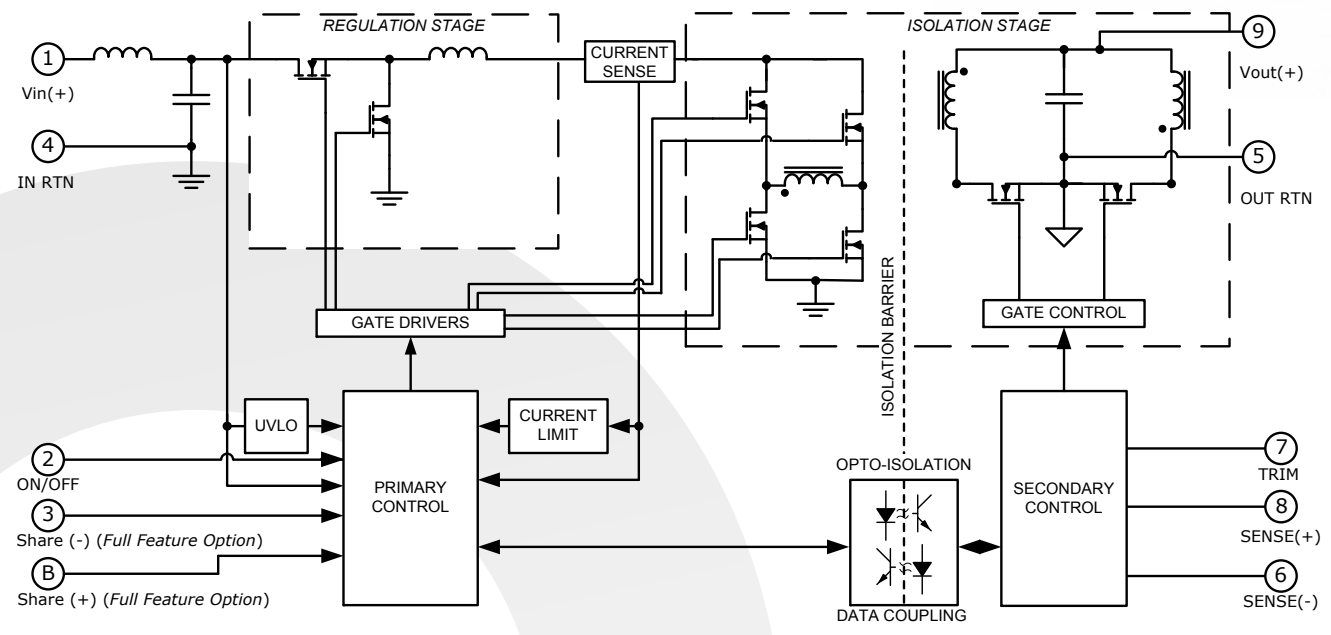 REGULATION STAGE
ISOLATION STAGE
1
Vin(+)
CURRENT
SENSE
9
Vout(+)
4
IN RTN
5
OUT RTN
GATE DRIVERS
ISOLATION BARRIER
GATE CONTROL
UVLO
CURRENT
LIMIT
2
ON/OFF
PRIMARY
CONTROL
OPTO-ISOLATION
SECONDARY
CONTROL
7
TRIM
3
Share (-) (Full Feature Option)
8
SENSE(+)
B
Share (+) (Full Feature Option)
6
SENSE(-)
DATA COUPLING